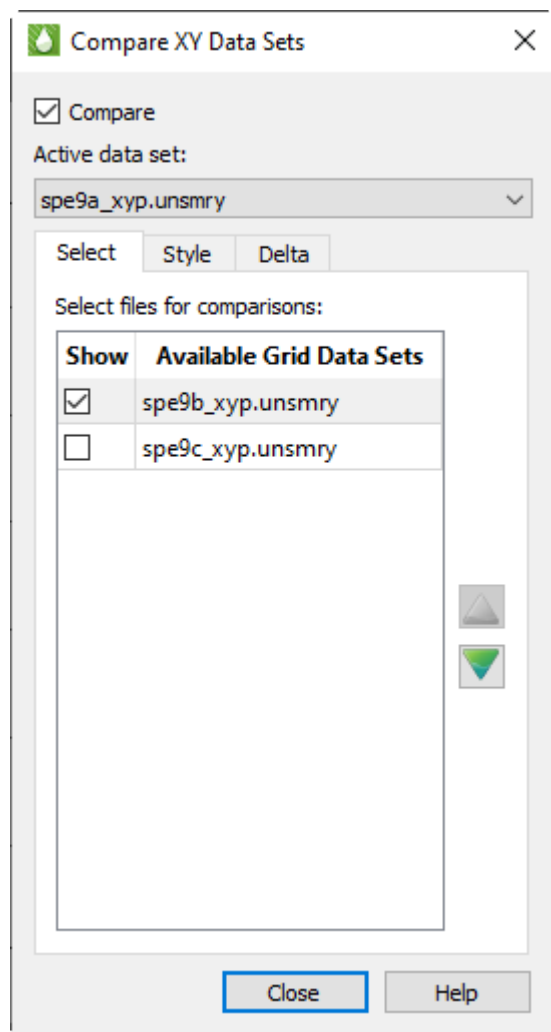 Compare XY Data Sets
Compare
Active data set:
spe9a_xyp.unsmry
Select Style Delta
Select files for comparisons:
Show Available Grid Data Sets
spe9b_xyp.unsmry
spe9c_xyp.unsmry
Close Help